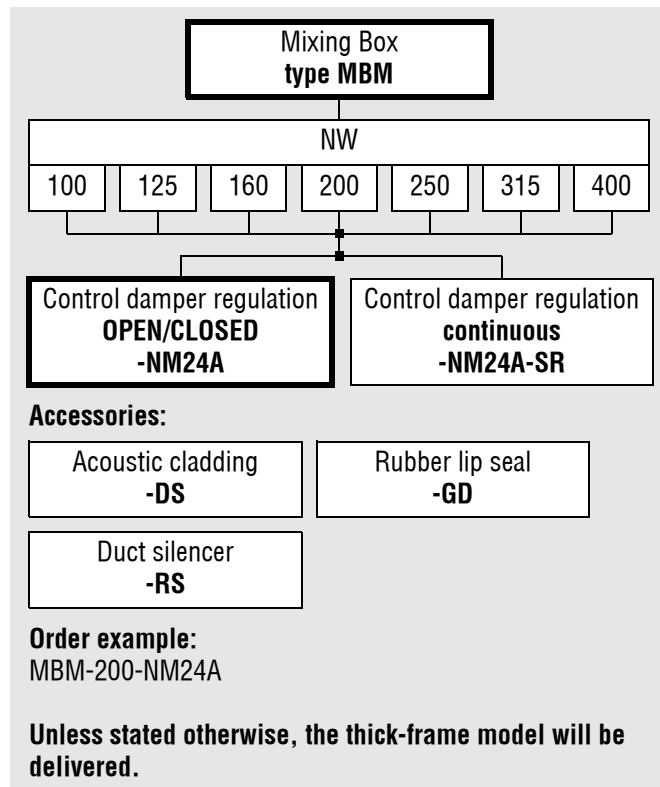 Mixing Box
type MBM
NW
100 125 160 200 250 315 400
Control damper regulation
OPEN/CLOSED
-NM24A
Control damper regulation
continuous
-NM24A-SR
Accessories:
Acoustic cladding
-DS
Rubber lip seal
-GD
Duct silencer
-RS
Order example:
MBM-200-NM24A
Unless stated otherwise, the thick-frame model will be
delivered.